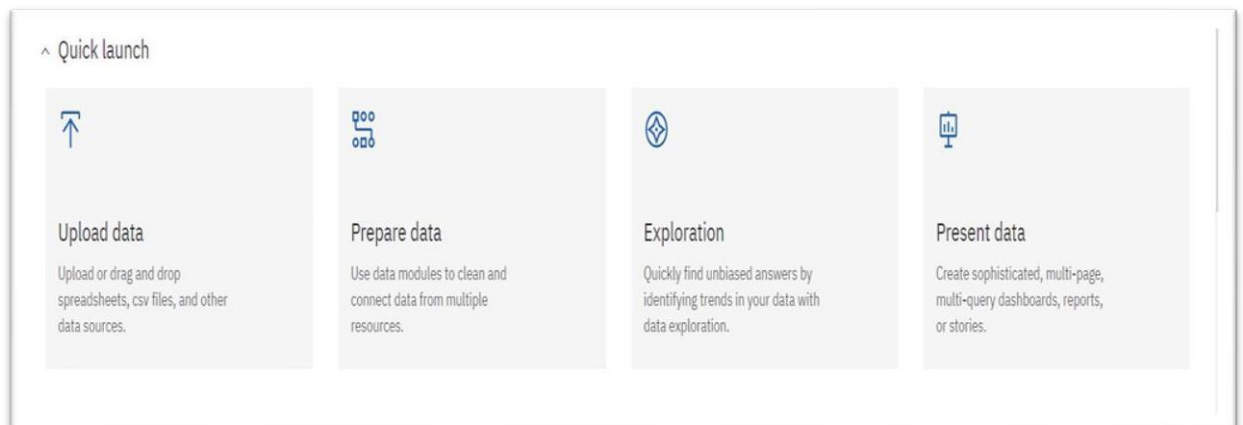 Quick launch
Upload data
Upload or drag and drop
spreadsheets, csv files, and other
data sources.
Prepare data
Use data modules to clean and
connect data from multiple
resources.
Exploration
Quickly find unbiased answers by
identifying trends in your data with
data exploration.
Present data
Create sophisticated, multi-page,
multi-query dashboards, reports,
or stories.